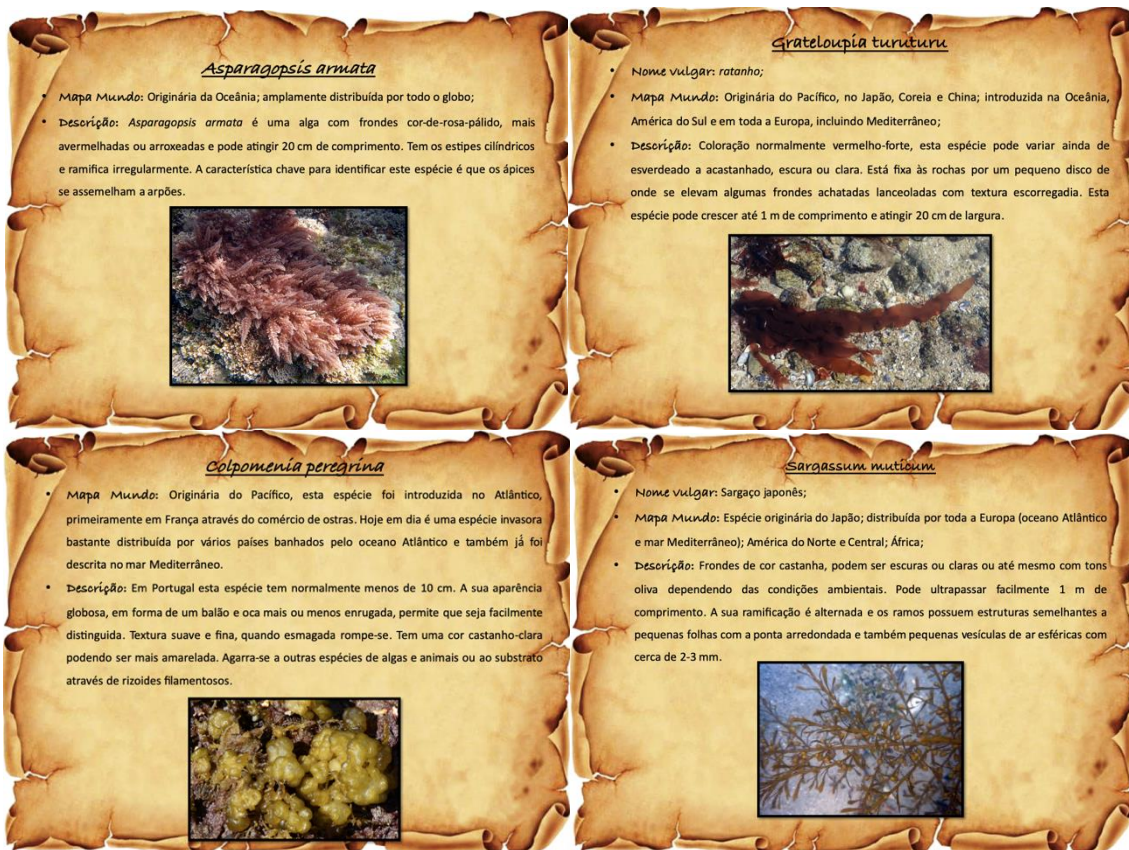 Asparagopsis armata
• Mapa Mundo: Originária da Oceânia; amplamente distribuída por todo o globo;
• Descrição: Asparagopsis armata é uma alga com frondes cor-de-rosa-pálido, mais
avermelhadas ou arroxeadas e pode atingir 20 cm de comprimento. Tem os estipes cilíndricos
e ramifica irregularmente. A característica chave para identificar este espécie é que os ápices
se assemelham a arpões.
Grateloupia turuturu
• Nome vulgar: ratanho;
• Mapa Mundo: Originária do Pacífico, no Japão, Coreia e China; introduzida na Oceânia,
América do Sul e em toda a Europa, incluindo Mediterrâneo;
• Descrição: Coloração normalmente vermelho-forte, esta espécie pode variar ainda de
esverdeado a acastanhado, escura ou clara. Está fixa às rochas por um pequeno disco de
onde se elevam algumas frondes achatadas lanceoladas com textura escorregadia. Esta
espécie pode crescer até 1 m de comprimento e atingir 20 cm de largura.
Colpomenia peregrina
• Mapa Mundo: Originária do Pacífico, esta espécie foi introduzida no Atlântico,
primeiramente em França através do comércio de ostras. Hoje em dia é uma espécie invasora
bastante distribuída por vários países banhados pelo oceano Atlântico e também já foi
descrita no mar Mediterrâneo.
• Descrição: Em Portugal esta espécie tem normalmente menos de 10 cm. A sua aparência
globosa, em forma de um balão e oca mais ou menos enrugada, permite que seja facilmente
distinguida. Textura suave e fina, quando esmagada rompe-se. Tem uma cor castanho-clara
podendo ser mais amarelada. Agarra-se a outras espécies de algas e animais ou ao substrato
através de rizoides filamentosos.
Sargassum muticum
• Nome vulgar: Sargaço japonês;
• Mapa Mundo: Espécie originária do Japão; distribuída por toda a Europa (oceano Atlântico
e mar Mediterrâneo); América do Norte e Central; África;
• Descrição: Frondes de cor castanha, podem ser escuras ou claras ou até mesmo com tons
oliva dependendo das condições ambientais. Pode ultrapassar facilmente 1 m de
comprimento. A sua ramificação é alternada e os ramos possuem estruturas semelhantes a
pequenas folhas com a ponta arredondada e também pequenas vesículas de ar esféricas com
cerca de 2-3 mm.